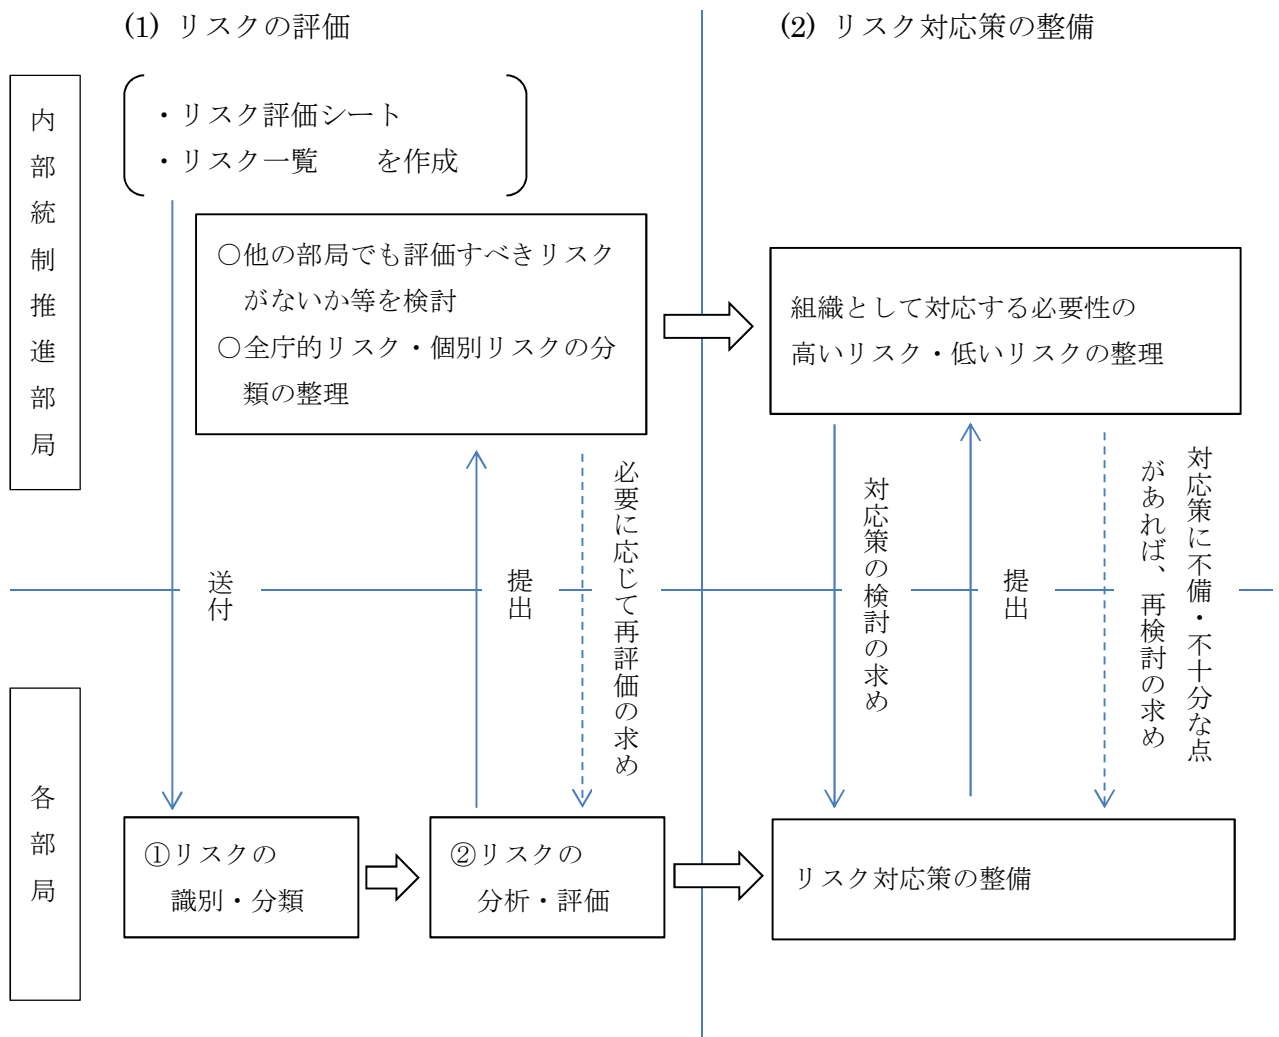 (1) リスクの評価
(2) リスク対応策の整備
内部統制推進部局
・リスク評価シート
・リスク一覧　　を作成
〇他の部局でも評価すべきリスク
がないか等を検討
〇全庁的リスク・個別リスクの分
類の整理
組織として対応する必要性の
高いリスク・低いリスクの整理
送付
提出
必要に応じて再評価の求め
対応策の検討の求め
提出
対応策に不備・不十分な点
があれば、再検討の求め
各部局
①リスクの
識別・分類
②リスクの
分析・評価
リスク対応策の整備